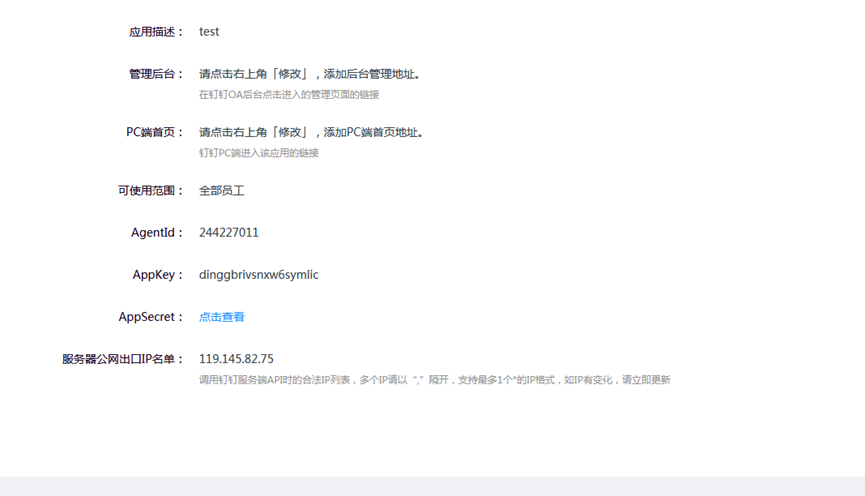 应用描述： test
管理后台： 请点击右上角「修改」，添加后台管理地址。
在钉钉OA后台点击进入的管理页面的链接
PC端首页： 请点击右上角「修改」，添加PC端首页地址。
钉钉PC端进入该应用的链接
可使用范围： 全部员工
AgentId： 244227011
AppKey： dinggbrivsnxw6symlic
AppSecret： 点击查看
服务器公网出口IP名单： 119.145.82.75
调用钉钉服务端API时的合法IP列表，多个IP请以“,”隔开，支持最多1个*的IP格式，如IP有变化，请立即更新